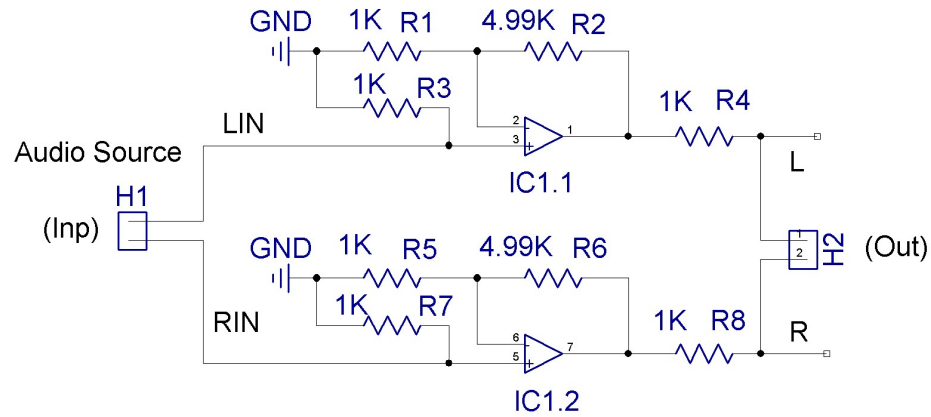 GND 1K R1 4.99K R2
1K R3
1K R4
LIN
2
- 1
3
+
Audio Source
L
IC1.1
H1
(Inp)
1
2
H2
(Out)
GND 1K R5 4.99K R6
1K R7
RIN
1K R8
R
6
- 7
5
+
IC1.2